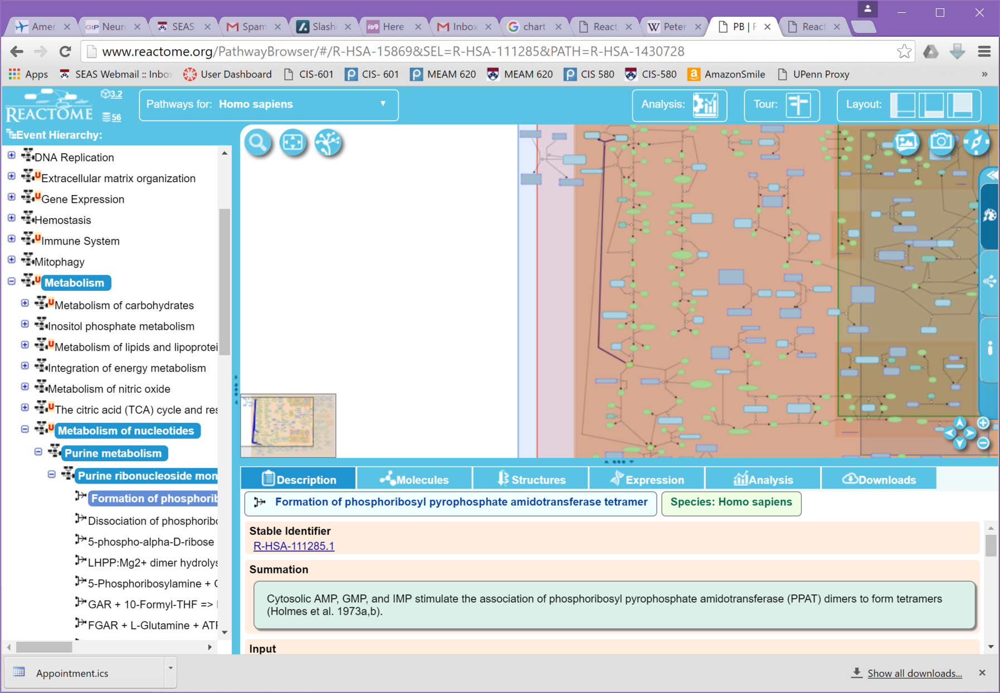 Amer
GtP Neur
SEAS
Spam
Slash
io9 Here
Inbox
chart
React
W Peter
PB | F
React
www.reactome.org/PathwayBrowser/#/R-HSA-15869&SEL=R-HSA-111285&PATH=R-HSA-1430728
Apps
SEAS Webmail :: Inbo
User Dashboard
CIS-601
CIS- 601
MEAM 620
MEAM 620
CIS 580
CIS-580
AmazonSmile
UPenn Proxy
»
REACTOME
3.2
56
Pathways for: Homo sapiens
Analysis:
Tour:
Layout:
Event Hierarchy:
DNA Replication
U Extracellular matrix organization
U Gene Expression
Hemostasis
U Immune System
Mitophagy
U Metabolism
U Metabolism of carbohydrates
Inositol phosphate metabolism
U Metabolism of lipids and lipoprotei
Integration of energy metabolism
Metabolism of nitric oxide
U The citric acid (TCA) cycle and res
U Metabolism of nucleotides
Purine metabolism
Purine ribonucleoside mon
Formation of phosphorib
Dissociation of phosphorib
5-phospho-alpha-D-ribose
LHPP:Mg2+ dimer hydrolys
5-Phosphoribosylamine +
GAR + 10-Formyl-THF =>
FGAR + L-Glutamine + ATP
Description
Molecules
Structures
Expression
Analysis
Downloads
Formation of phosphoribosyl pyrophosphate amidotransferase tetramer
Species: Homo sapiens
Stable Identifier
R-HSA-111285.1
Summation
Cytosolic AMP, GMP, and IMP stimulate the association of phosphoribosyl pyrophosphate amidotransferase (PPAT) dimers to form tetramers
(Holmes et al. 1973a,b).
Input
Appointment.ics
Show all downloads...